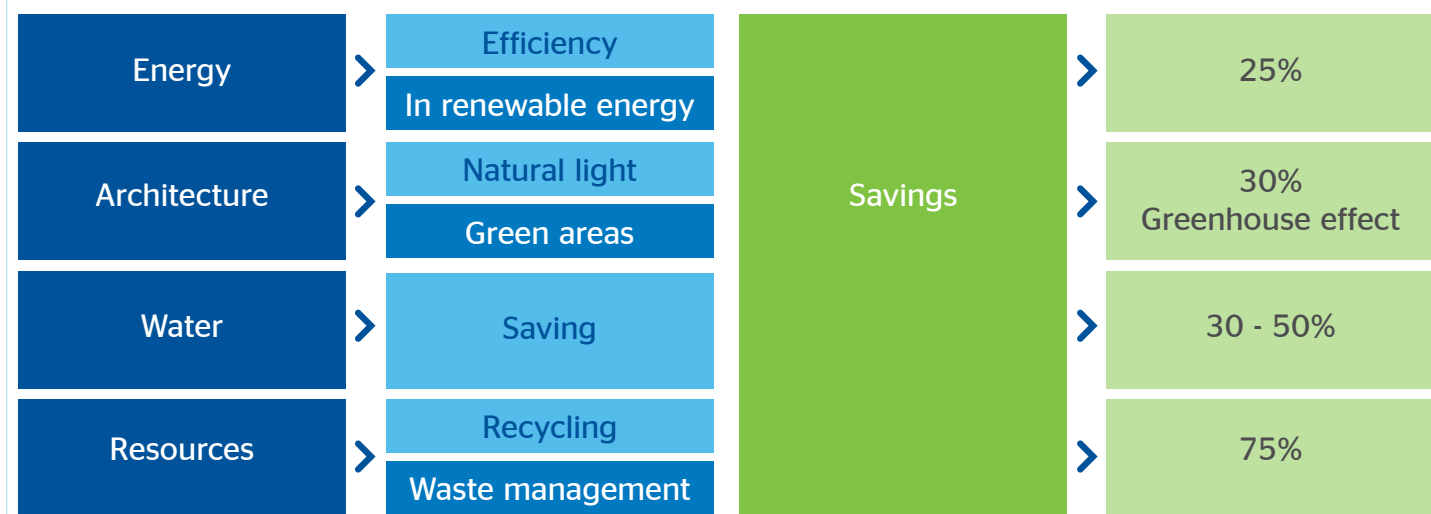 Energy
Efficiency
In renewable energy
Architecture
Natural light
Green areas
Water
Saving
Resources
Recycling
Waste management
Savings
25%
30%
Greenhouse effect
30 - 50%
75%